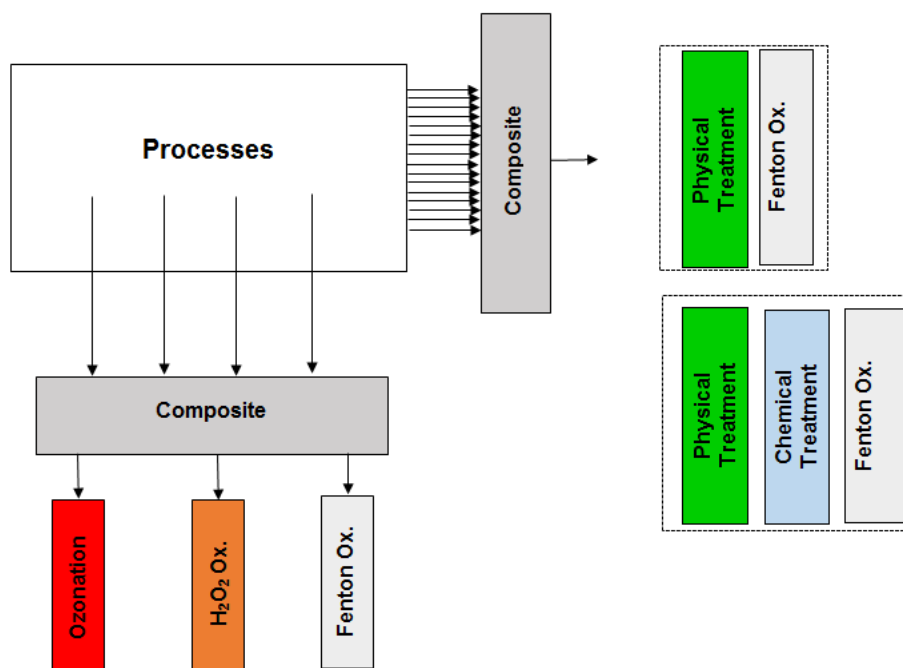 Processes
Composite
Physical
Treatment
Fenton Ox.
Physical
Treatment
Chemical
Treatment
Fenton Ox.
Composite
Ozonation
H₂O₂ Ox.
Fenton Ox.